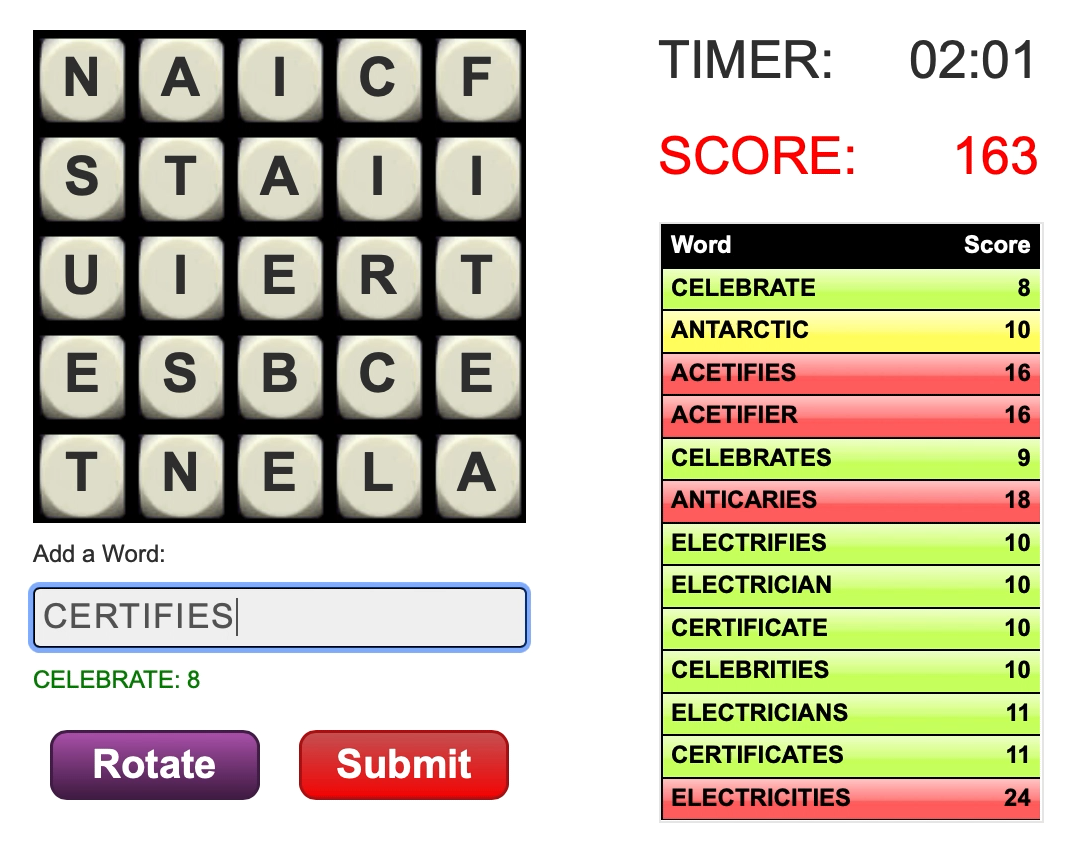 N A I C F
S T A I I
U I E R T
E S B C E
T N E L A
Add a Word:
CERTIFIES
CELEBRATE: 8
Rotate Submit
TIMER: 02:01
SCORE: 163
Word Score
CELEBRATE 8
ANTARCTIC 10
ACETIFIES 16
ACETIFIER 16
CELEBRATES 9
ANTICARIES 18
ELECTRIFIES 10
ELECTRICIAN 10
CERTIFICATE 10
CELEBRITIES 10
ELECTRICIANS 11
CERTIFICATES 11
ELECTRICITIES 24